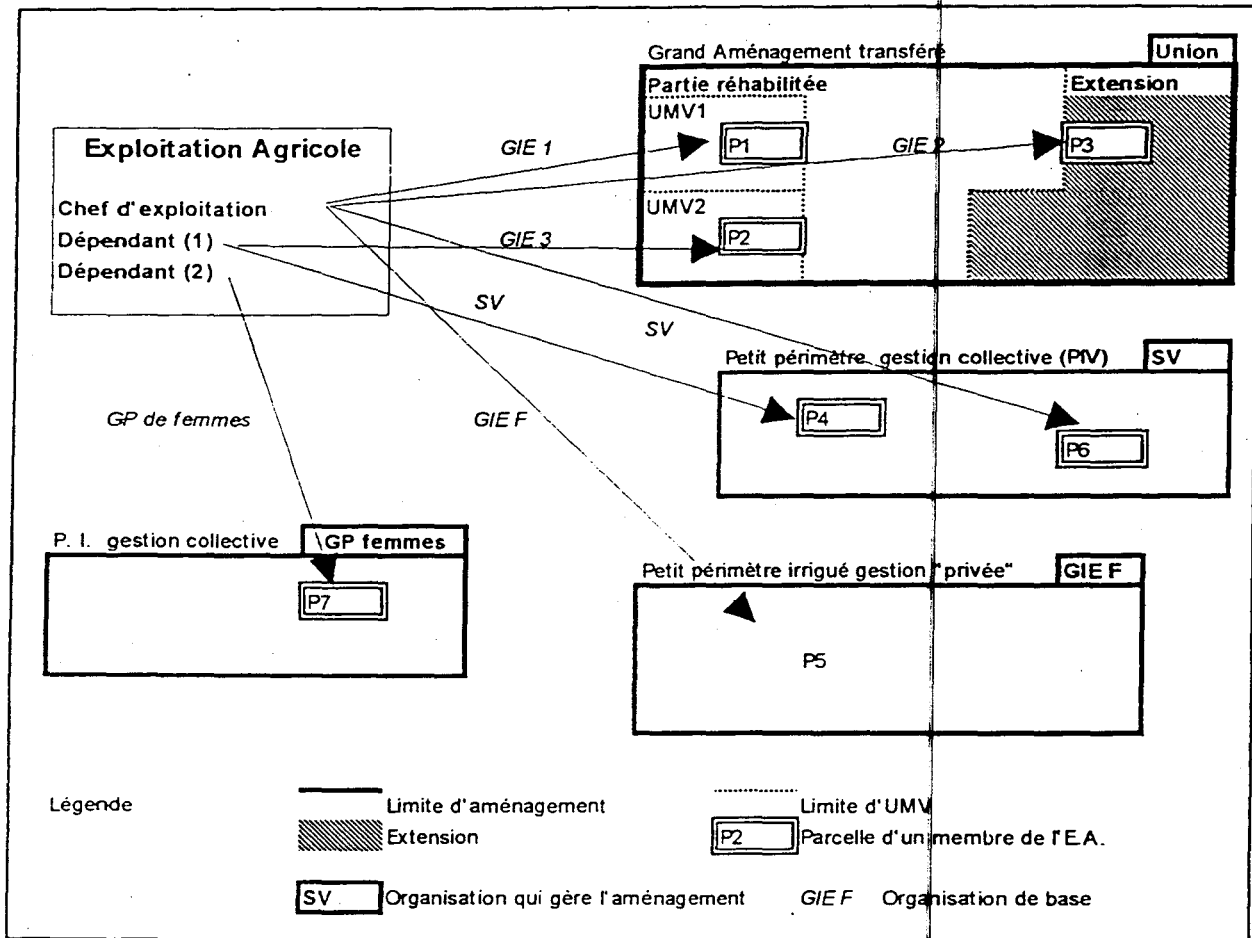 Grand Aménagement transféré Union
Partie réhabilitée Extension
UMV1
P1 P3
Exploitation Agricole
GIE 1 GIE 2
Chef d'exploitation
UMV2
Dépendant (1) GIE 3 P2
Dépendant (2)
SV
SV
Petit périmètre gestion collective (PIV) SV
GP de femmes GIE F P4
P6
P. I. gestion collective GP femmes
P7
Petit périmètre irrigué gestion "privée" GIE F
P5
Légende
Limite d'aménagement Limite d'UMV
Extension P2 Parcelle d'un membre de l'E.A.
SV Organisation qui gère l'aménagement GIE F Organisation de base